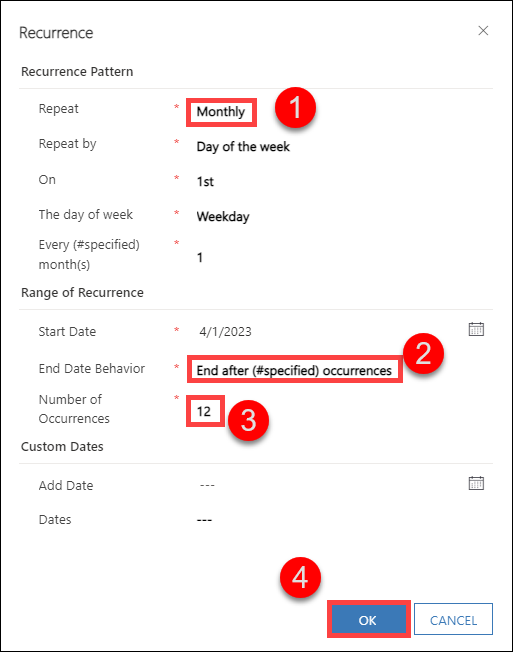 Recurrence
Recurrence Pattern
Repeat * Monthly 1
Repeat by * Day of the week
On * 1st
The day of week * Weekday
Every (#specified) * 1
month(s)
Range of Recurrence
Start Date * 4/1/2023
2
End Date Behavior * End after (#specified) occurrences
Number of * 12
Occurrences 3
Custom Dates
Add Date ---
Dates ---
4
OK CANCEL